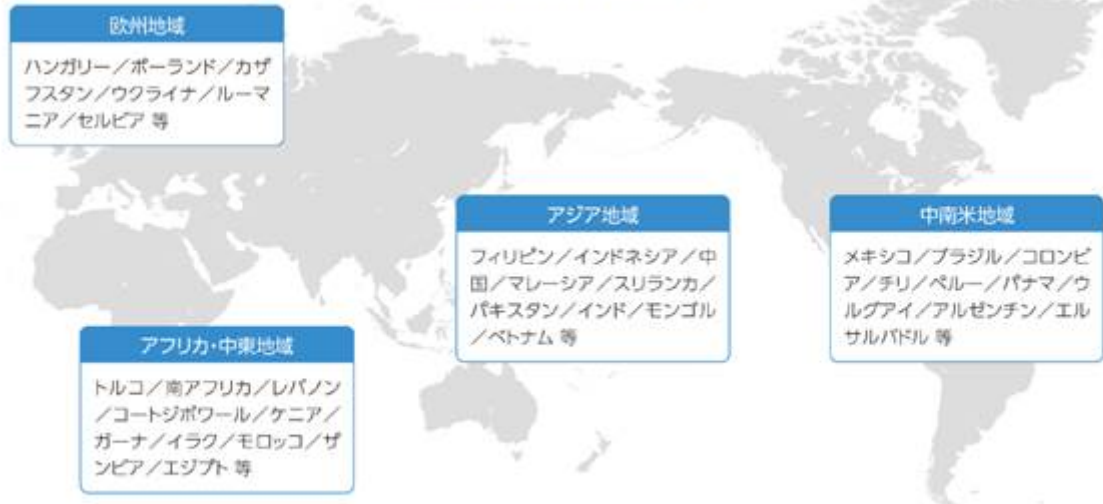 欧州地域
ハンガリー／ポーランド／カザ
フスタン／ウクライナ／ルーマ
ニア／セルビア 等
アジア地域
フィリピン／インドネシア／中
国／マレーシア／スリランカ／
パキスタン／インド／モンゴル
／ベトナム 等
中南米地域
メキシコ／ブラジル／コロンビ
ア／チリ／ペルー／パナマ／ウ
ルグアイ／アルゼンチン／エル
サルバドル 等
アフリカ・中東地域
トルコ／南アフリカ／レバノン
／コートジボワール／ケニア／
ガーナ／イラク／モロッコ／ザ
ンビア／エジプト 等